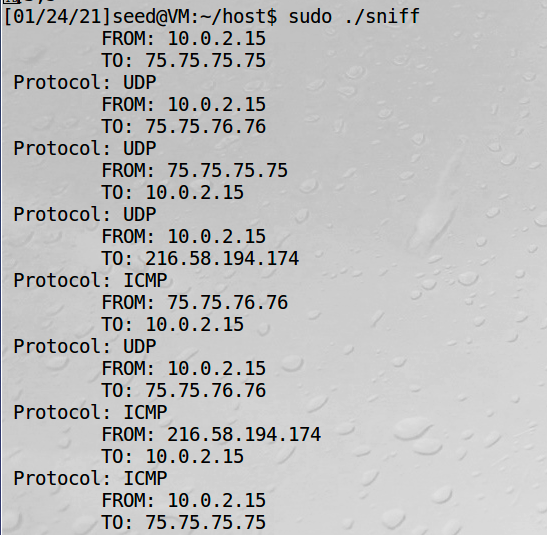 [01/24/21]seed@VM:~/host$ sudo ./sniff
FROM: 10.0.2.15
TO: 75.75.75.75
Protocol: UDP
FROM: 10.0.2.15
TO: 75.75.76.76
Protocol: UDP
FROM: 75.75.75.75
TO: 10.0.2.15
Protocol: UDP
FROM: 10.0.2.15
TO: 216.58.194.174
Protocol: ICMP
FROM: 75.75.76.76
TO: 10.0.2.15
Protocol: UDP
FROM: 10.0.2.15
TO: 75.75.76.76
Protocol: ICMP
FROM: 216.58.194.174
TO: 10.0.2.15
Protocol: ICMP
FROM: 10.0.2.15
TO: 75.75.75.75